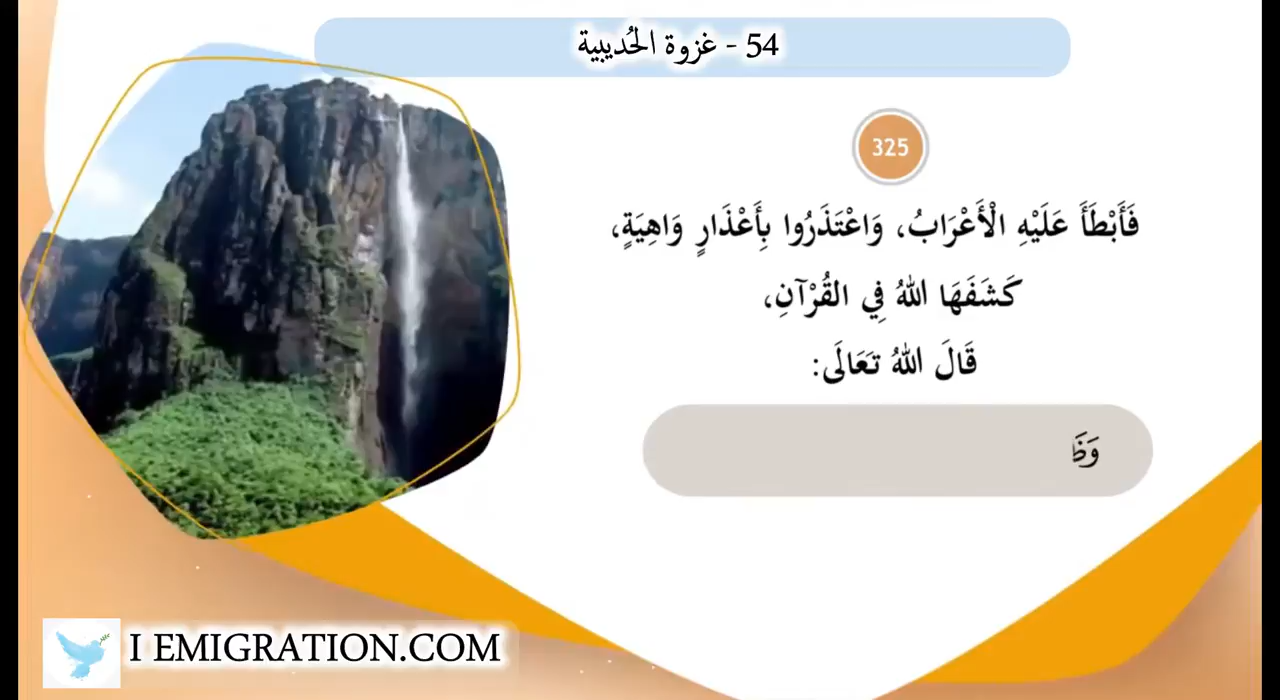 54 - غزوة الحُديبية
325
فَأَبْطَأَ عَلَيْهِ الْأَعْرَابُ، وَاعْتَذَرُوا بِأَعْذَارٍ وَاهِيَةٍ،
كَشَفَهَا اللهُ فِي القُرْآنِ،
قَالَ اللهُ تَعَالَى:
وَظَ
I EMIGRATION.COM